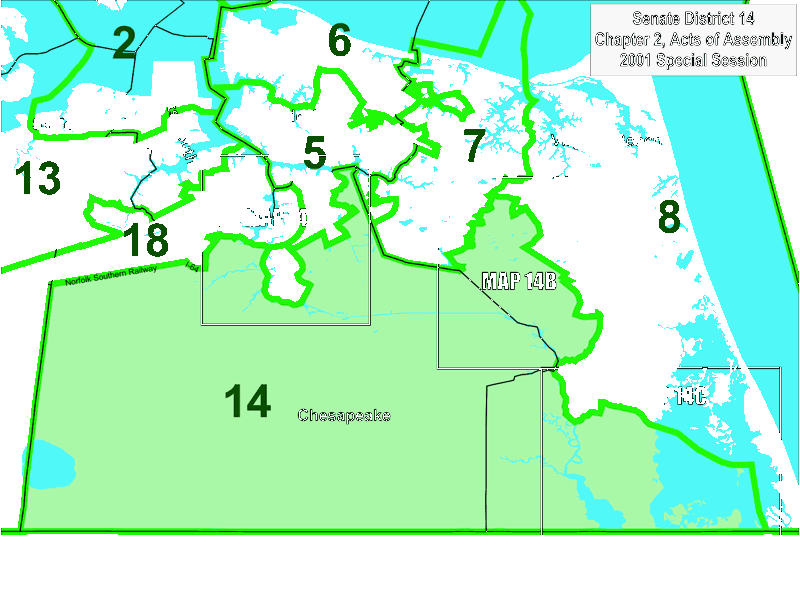 Senate District 14
Chapter 2, Acts of Assembly
2001 Special Session
2
6
5
7
13
18
8
Norfolk Southern Railway
I-64
MAP 14B
14C
14
Chesapeake